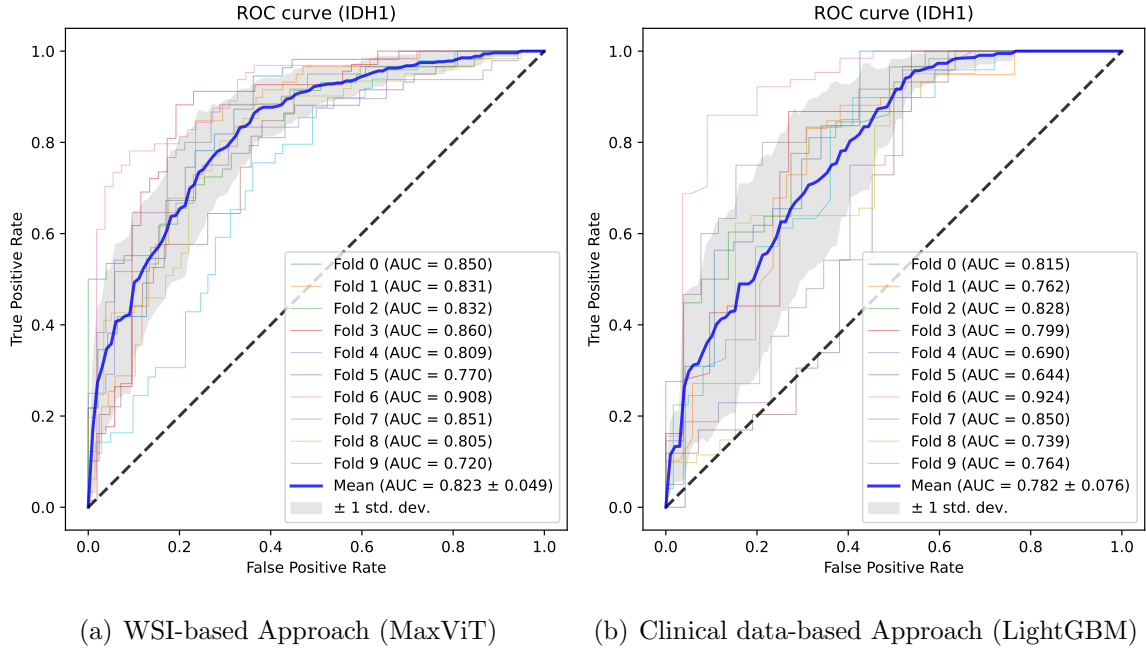 ROC curve (IDH1)
1.0
0.8
0.6
0.4
0.2
0.0
True Positive Rate
Fold 0 (AUC = 0.850)
Fold 1 (AUC = 0.831)
Fold 2 (AUC = 0.832)
Fold 3 (AUC = 0.860)
Fold 4 (AUC = 0.809)
Fold 5 (AUC = 0.770)
Fold 6 (AUC = 0.908)
Fold 7 (AUC = 0.851)
Fold 8 (AUC = 0.805)
Fold 9 (AUC = 0.720)
Mean (AUC = 0.823 ± 0.049)
± 1 std. dev.
0.0 0.2 0.4 0.6 0.8 1.0
False Positive Rate
(a) WSI-based Approach (MaxViT)
ROC curve (IDH1)
1.0
0.8
0.6
0.4
0.2
0.0
True Positive Rate
Fold 0 (AUC = 0.815)
Fold 1 (AUC = 0.762)
Fold 2 (AUC = 0.828)
Fold 3 (AUC = 0.799)
Fold 4 (AUC = 0.690)
Fold 5 (AUC = 0.644)
Fold 6 (AUC = 0.924)
Fold 7 (AUC = 0.850)
Fold 8 (AUC = 0.739)
Fold 9 (AUC = 0.764)
Mean (AUC = 0.782 ± 0.076)
± 1 std. dev.
0.0 0.2 0.4 0.6 0.8 1.0
False Positive Rate
(b) Clinical data-based Approach (LightGBM)